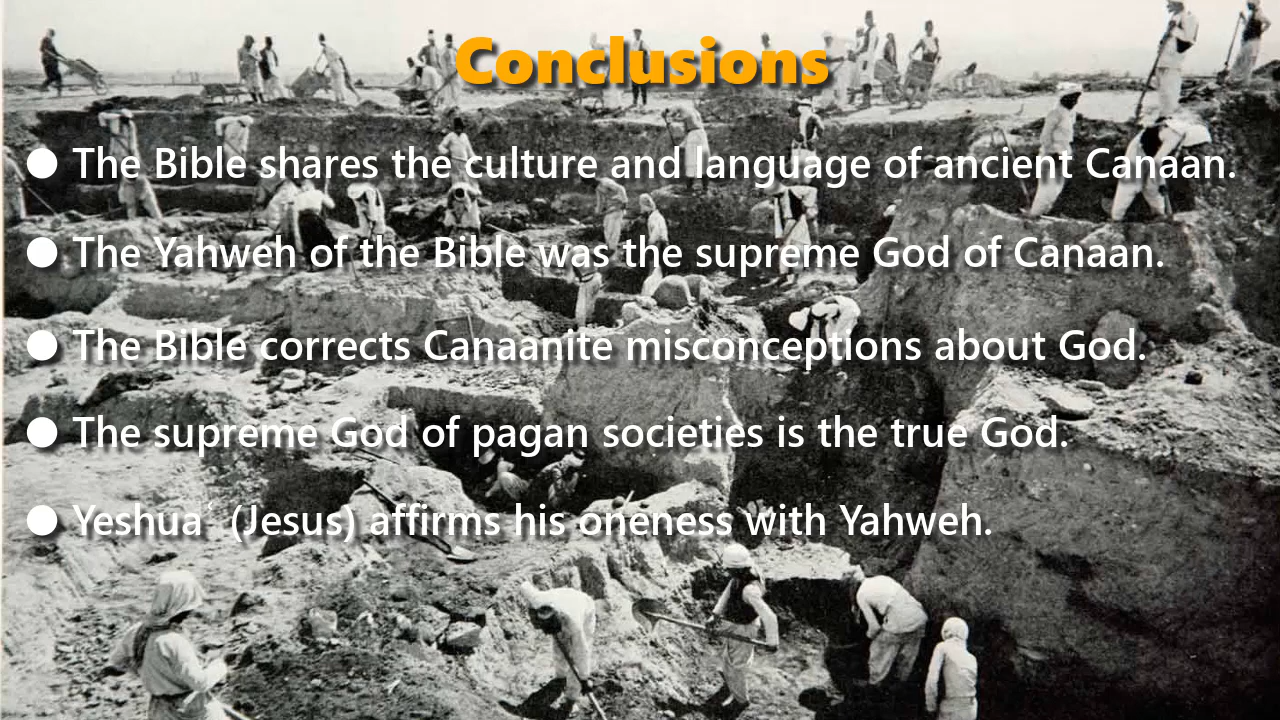 Conclusions
● The Bible shares the culture and language of ancient Canaan.
● The Yahweh of the Bible was the supreme God of Canaan.
● The Bible corrects Canaanite misconceptions about God.
● The supreme God of pagan societies is the true God.
● Yeshuaʿ (Jesus) affirms his oneness with Yahweh.